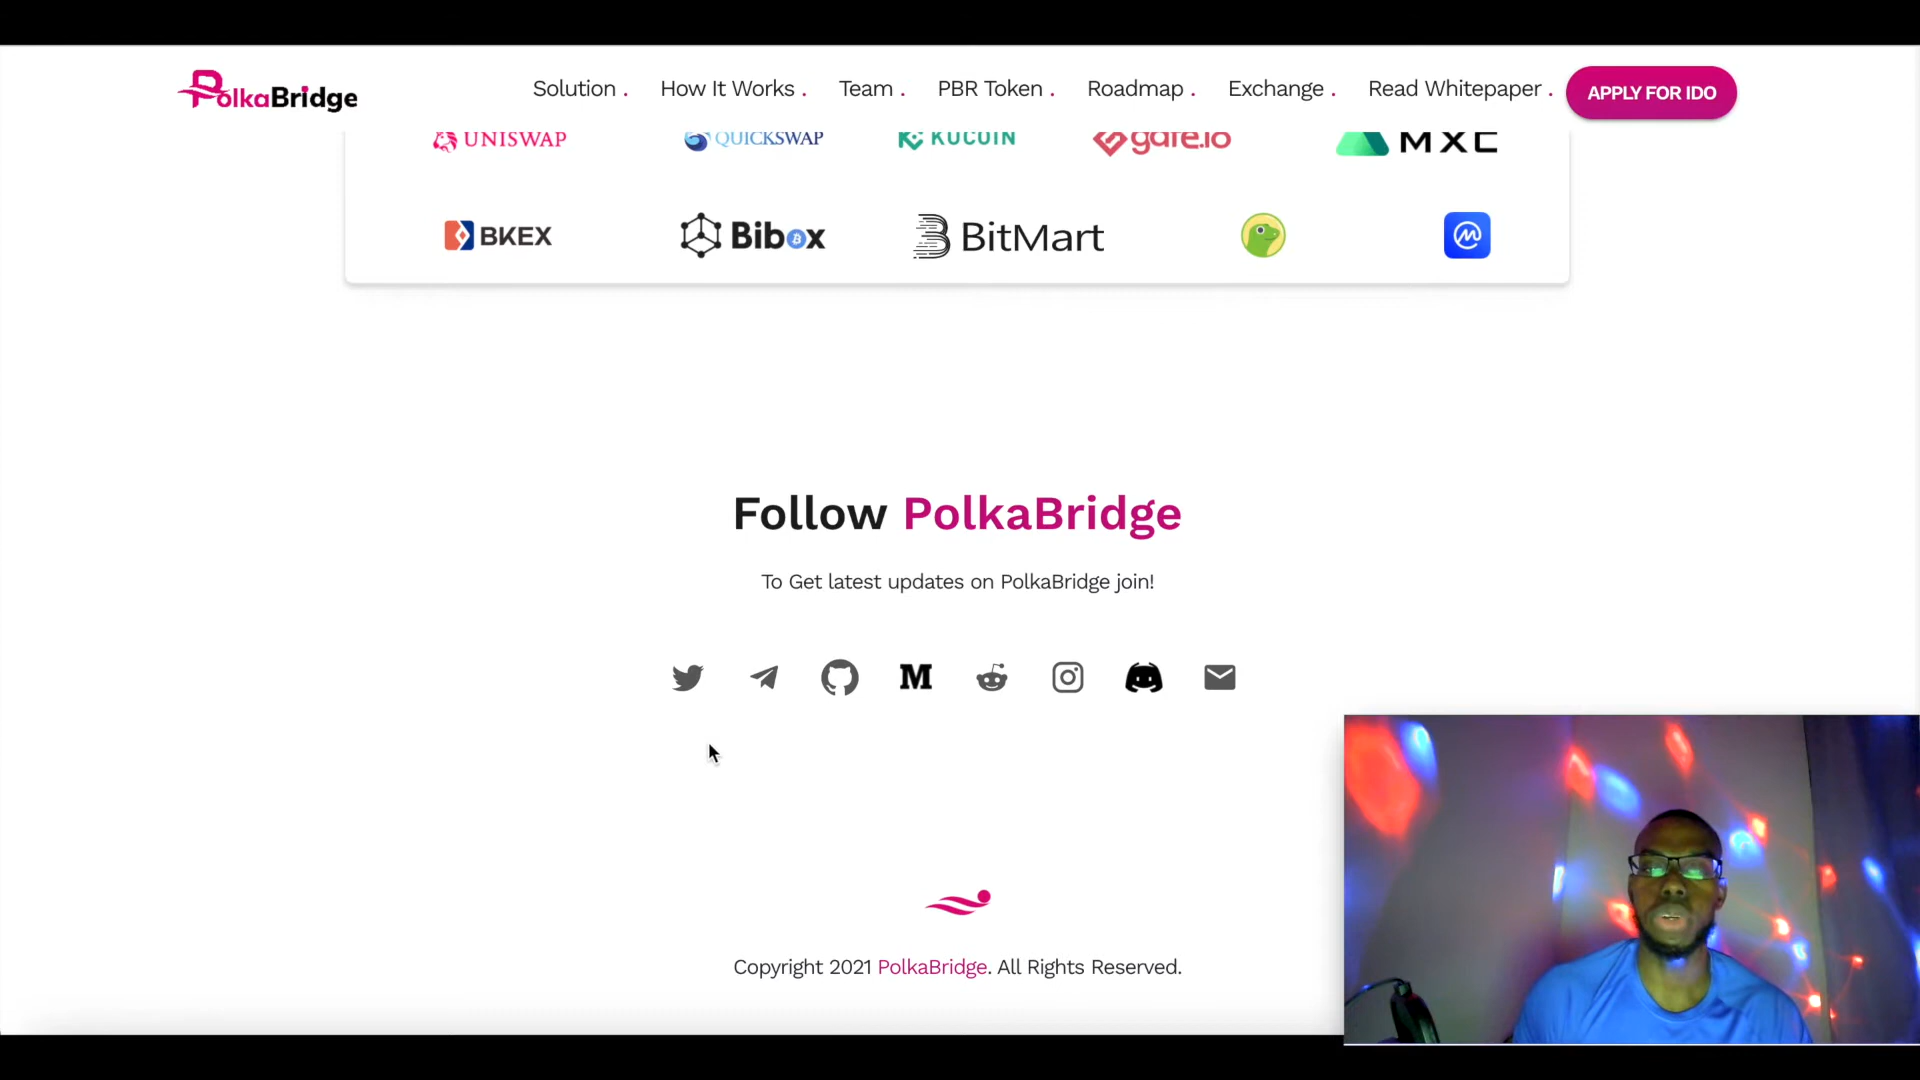 PolkaBridge
Solution .
How It Works .
Team .
PBR Token .
Roadmap .
Exchange .
Read Whitepaper .
APPLY FOR IDO
UNISWAP
QUICKSWAP
KUCOIN
gate.io
MXC
BKEX
Bibox
BitMart
Follow PolkaBridge
To Get latest updates on PolkaBridge join!
M
Copyright 2021 PolkaBridge. All Rights Reserved.